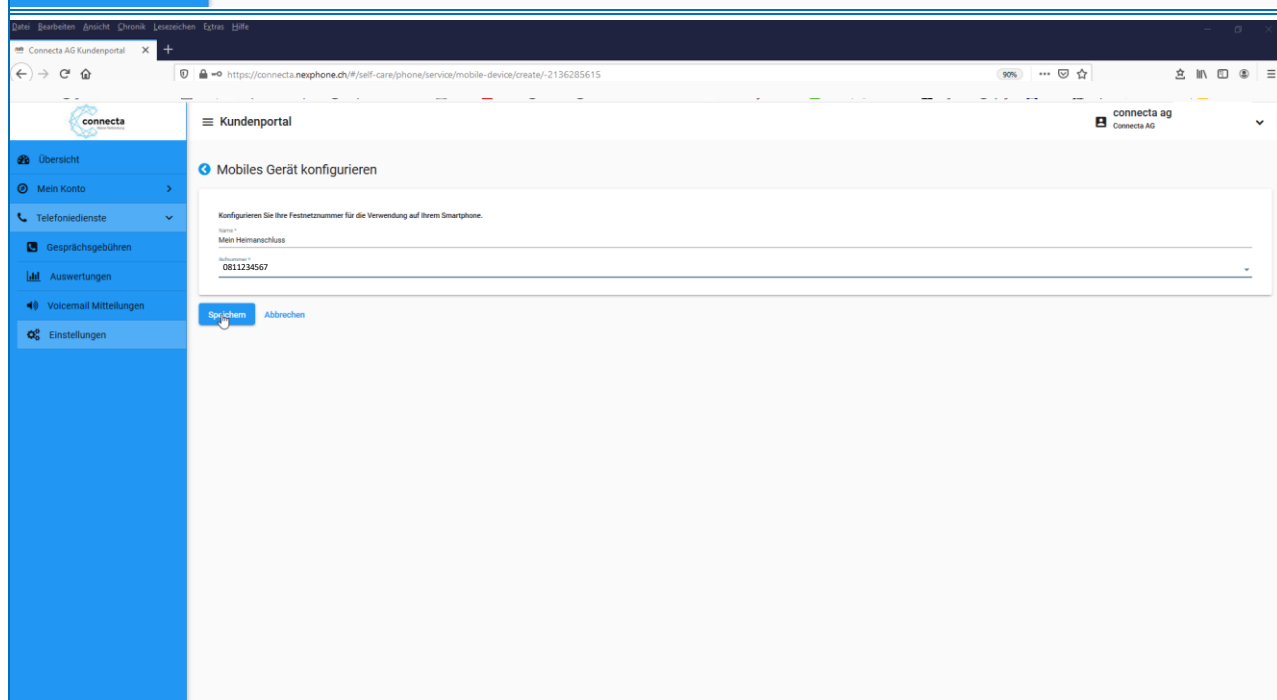 Datei Bearbeiten Ansicht Chronik Lesezeichen Extras Hilfe
Connecta AG Kundenportal
https://connecta.nexphone.ch/#/self-care/phone/service/mobile-device/create/-2136285615
90%
connecta
Kundenportal
connecta ag
Connecta AG
Übersicht
Mein Konto
Telefoniedienste
Gesprächsgebühren
Auswertungen
Voicemail Mitteilungen
Einstellungen
Mobiles Gerät konfigurieren
Konfigurieren Sie Ihre Festnetznummer für die Verwendung auf Ihrem Smartphone.
Name *
Mein Heimanschluss
0811234567
Speichern Abbrechen